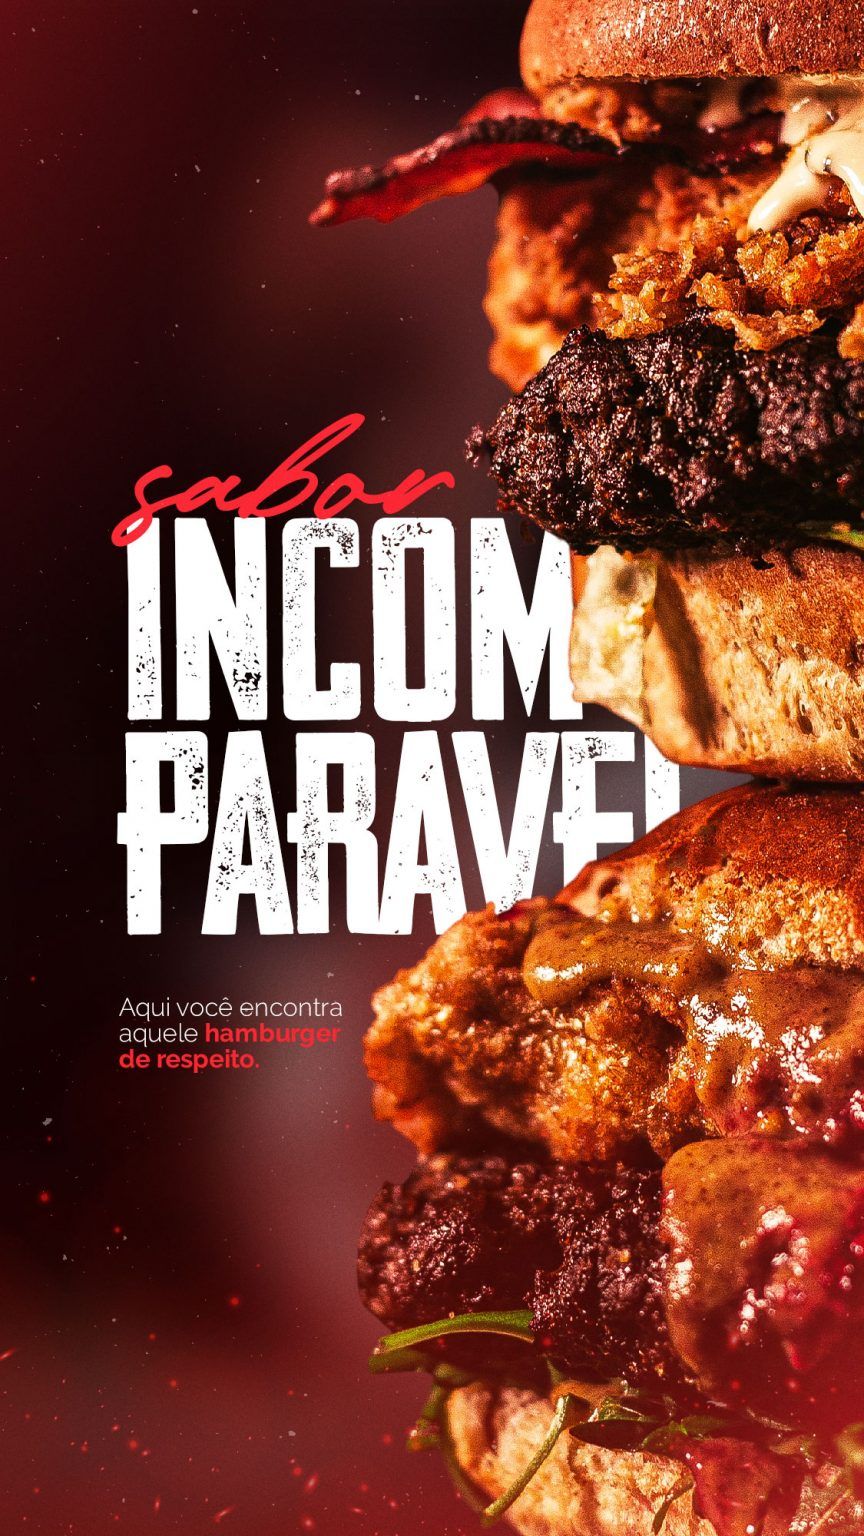 sabor
INCOM
PARAVEL
Aqui você encontra
aquele hamburger
de respeito.